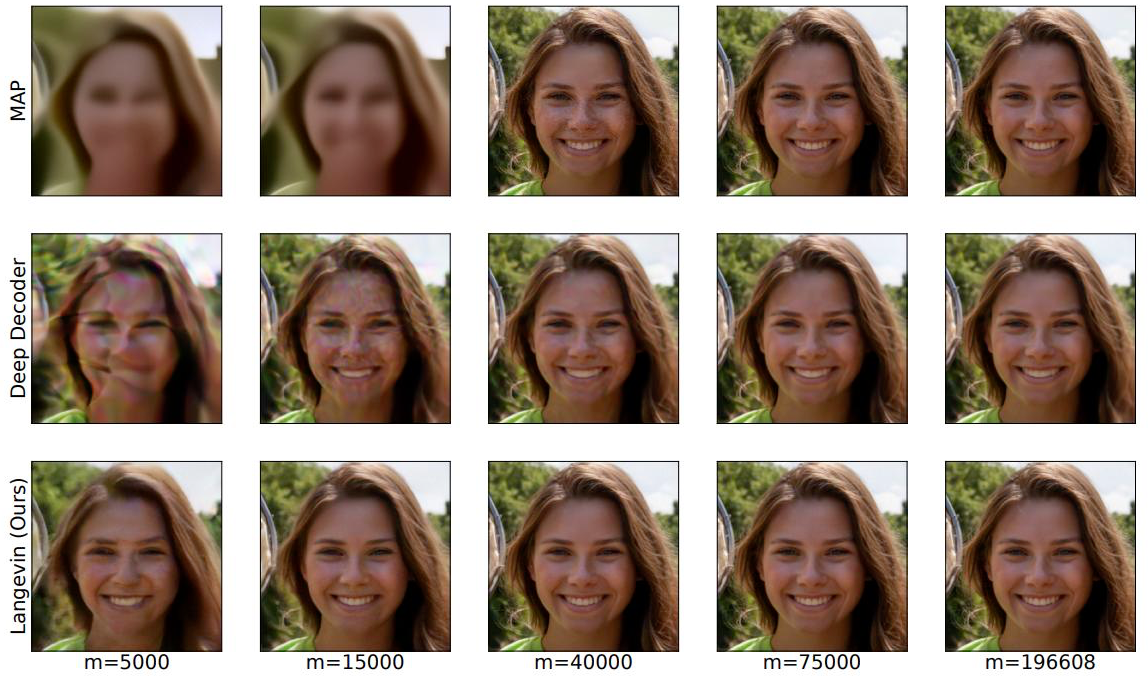 MAP
Deep Decoder
Langevin (Ours)
m=5000
m=15000
m=40000
m=75000
m=196608